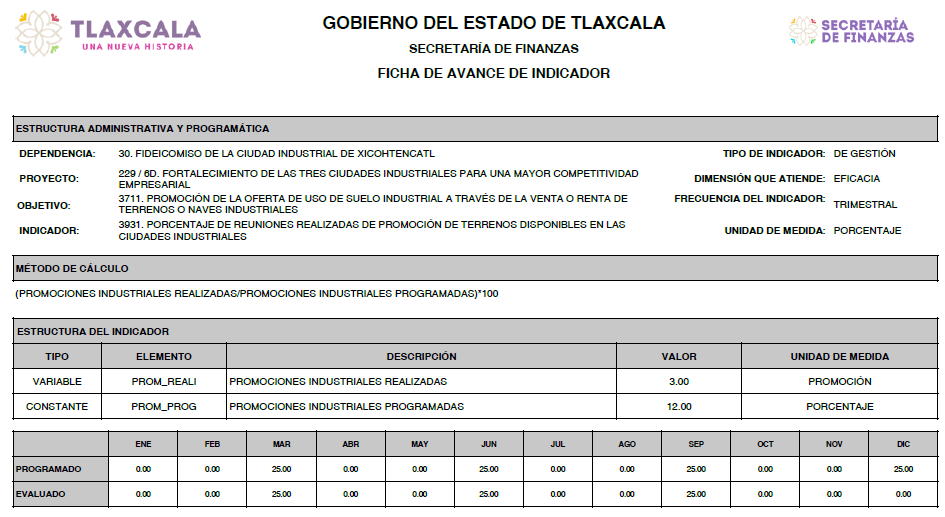 TLAXCALA
UNA NUEVA HISTORIA
GOBIERNO DEL ESTADO DE TLAXCALA
SECRETARÍA DE FINANZAS
FICHA DE AVANCE DE INDICADOR
SECRETARÍA
DE FINANZAS
ESTRUCTURA ADMINISTRATIVA Y PROGRAMÁTICA
DEPENDENCIA: 30. FIDEICOMISO DE LA CIUDAD INDUSTRIAL DE XICOHTENCATL
TIPO DE INDICADOR: DE GESTIÓN
PROYECTO: 229 / 6D. FORTALECIMIENTO DE LAS TRES CIUDADES INDUSTRIALES PARA UNA MAYOR COMPETITIVIDAD
EMPRESARIAL
DIMENSIÓN QUE ATIENDE: EFICACIA
OBJETIVO: 3711. PROMOCIÓN DE LA OFERTA DE USO DE SUELO INDUSTRIAL A TRAVÉS DE LA VENTA O RENTA DE
TERRENOS O NAVES INDUSTRIALES
FRECUENCIA DEL INDICADOR: TRIMESTRAL
INDICADOR: 3931. PORCENTAJE DE REUNIONES REALIZADAS DE PROMOCIÓN DE TERRENOS DISPONIBLES EN LAS
CIUDADES INDUSTRIALES
UNIDAD DE MEDIDA: PORCENTAJE
MÉTODO DE CÁLCULO
(PROMOCIONES INDUSTRIALES REALIZADAS/PROMOCIONES INDUSTRIALES PROGRAMADAS)*100
ESTRUCTURA DEL INDICADOR
TIPO ELEMENTO DESCRIPCIÓN VALOR UNIDAD DE MEDIDA
VARIABLE PROM_REALI PROMOCIONES INDUSTRIALES REALIZADAS 3.00 PROMOCIÓN
CONSTANTE PROM_PROG PROMOCIONES INDUSTRIALES PROGRAMADAS 12.00 PORCENTAJE
ENE FEB MAR ABR MAY JUN JUL AGO SEP OCT NOV DIC
PROGRAMADO 0.00 0.00 25.00 0.00 0.00 25.00 0.00 0.00 25.00 0.00 0.00 25.00
EVALUADO 0.00 0.00 25.00 0.00 0.00 25.00 0.00 0.00 25.00 0.00 0.00 0.00